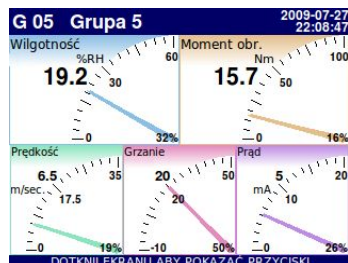 G 05 Grupa 5 2009-07-27
22:08:47
Wilgotność Moment obr.
%RH 60 Nm 100
19.2 30 15.7 50
0 32% 0 16%
Prędkość Grzanie Prąd
6.5 35 20 50 5 20
m/sec. 17.5 20 mA 10
0 19% -10 50% 0 26%
DOTKNIJ EKRANU ABY POKAZAĆ PRZYCISKI